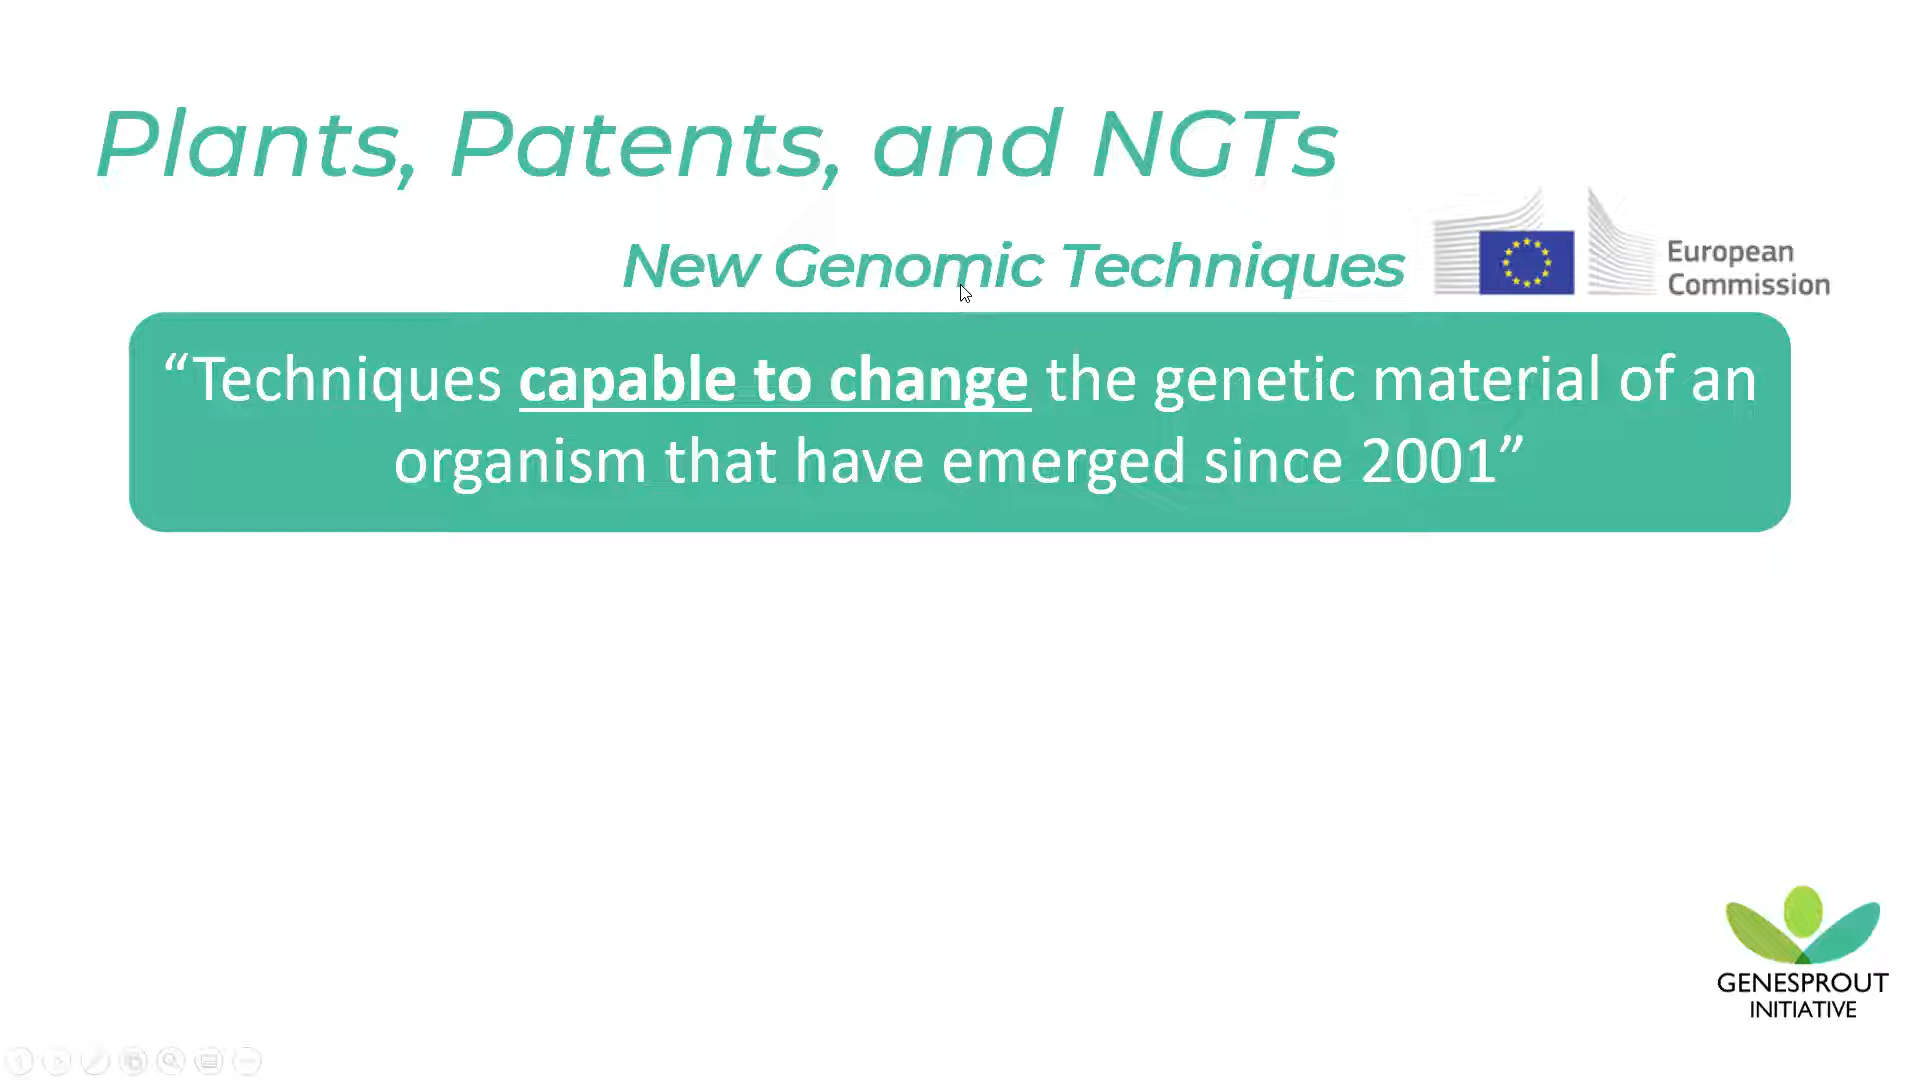 Plants, Patents, and NGTs
New Genomic Techniques
European
Commission
“Techniques capable to change the genetic material of an
organism that have emerged since 2001”
GENESPROUT
INITIATIVE